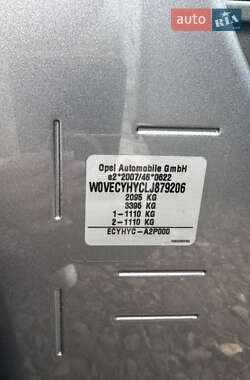 AUTO RIA
Opel Automobile GmbH
e2*2007/46*0622
W0VECYHYCLJ879206
2095 KG
3395 KG
1-1110 KG
2-1110 KG
ECYHYC-A2P000